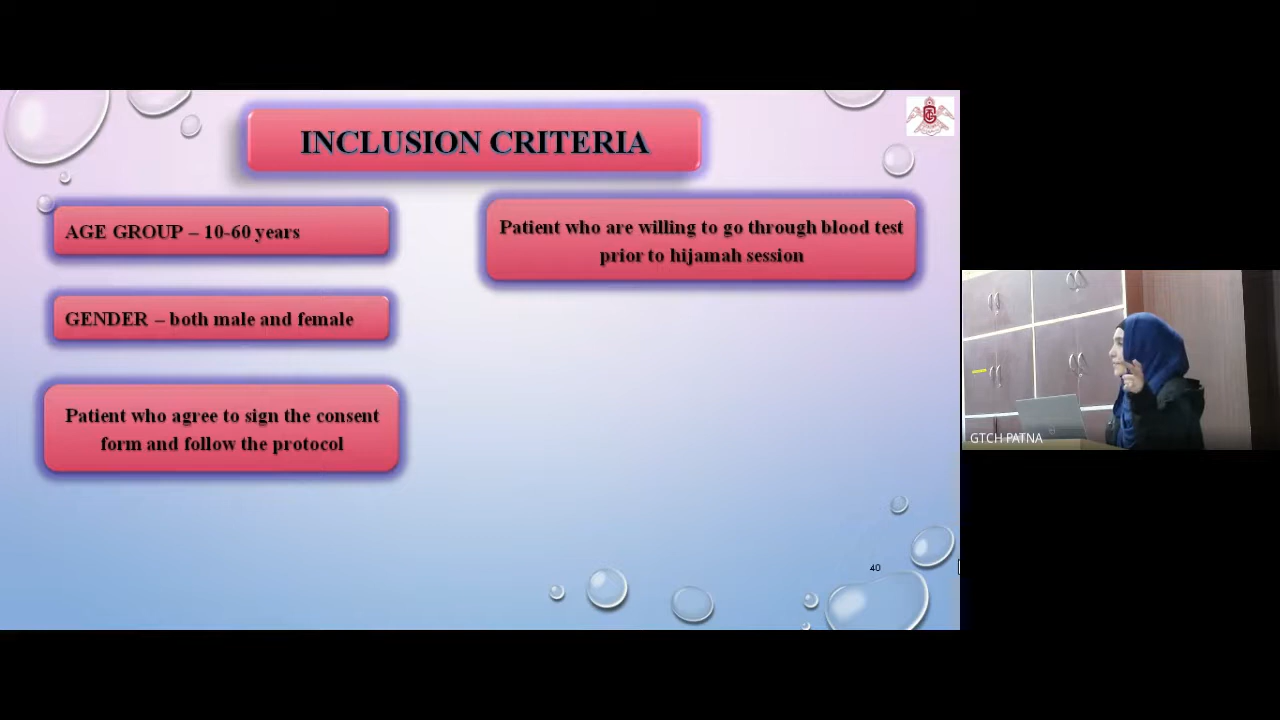 INCLUSION CRITERIA
AGE GROUP – 10-60 years
GENDER – both male and female
Patient who agree to sign the consent
form and follow the protocol
Patient who are willing to go through blood test
prior to hijamah session
40
GTCH PATNA